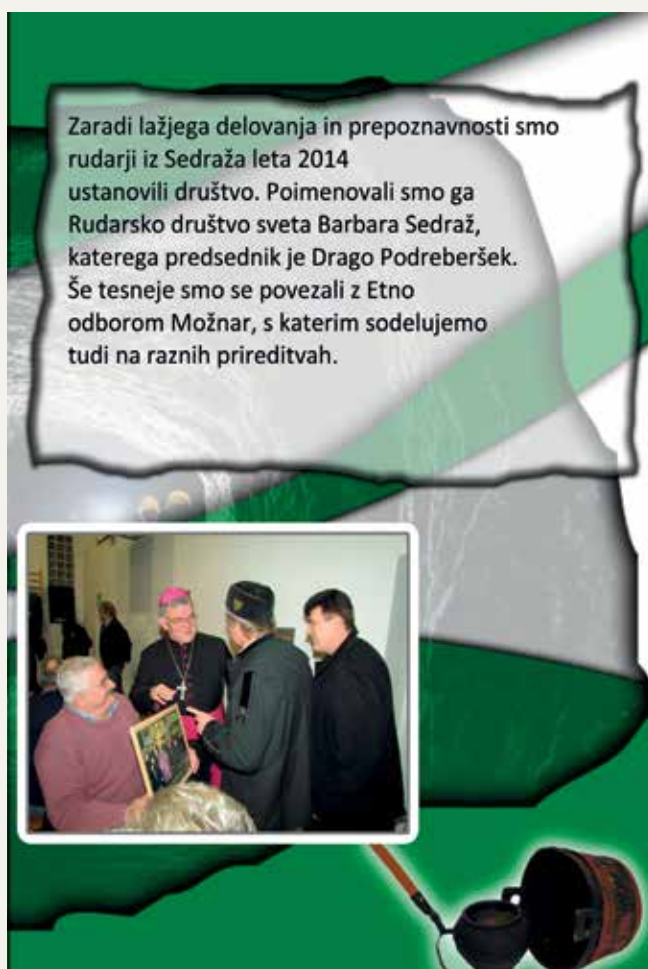 Zaradi lažjega delovanja in prepoznavnosti smo
rudarji iz Sedraža leta 2014
ustanovili društvo. Poimenovali smo ga
Rudarsko društvo sveta Barbara Sedraž,
katerega predsednik je Drago Podreberšek.
Še tesneje smo se povezali z Etno
odborom Možnar, s katerim sodelujemo
tudi na raznih prireditvah.